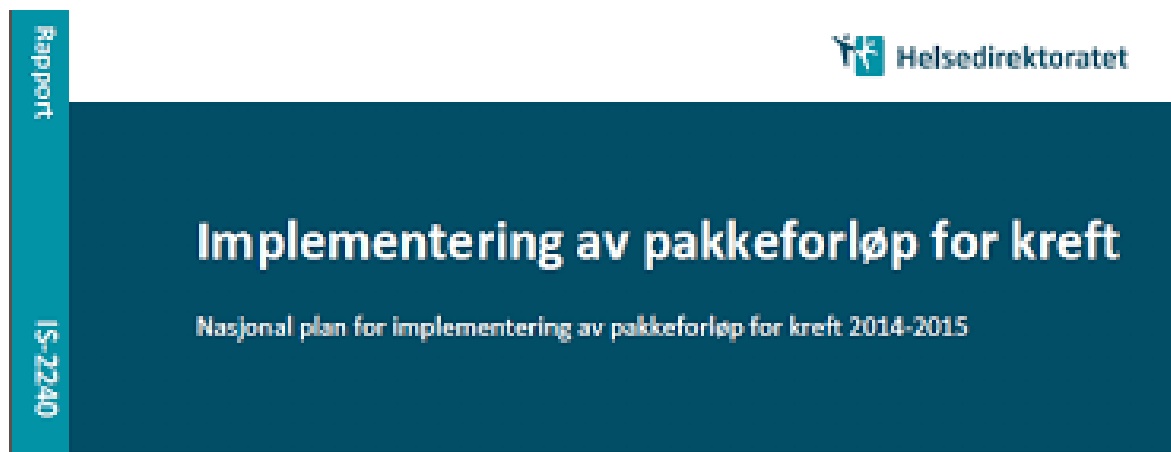 Rapport
IS-2240
Helsedirektoratet
Implementering av pakkeforløp for kreft
Nasjonal plan for implementering av pakkeforløp for kreft 2014-2015